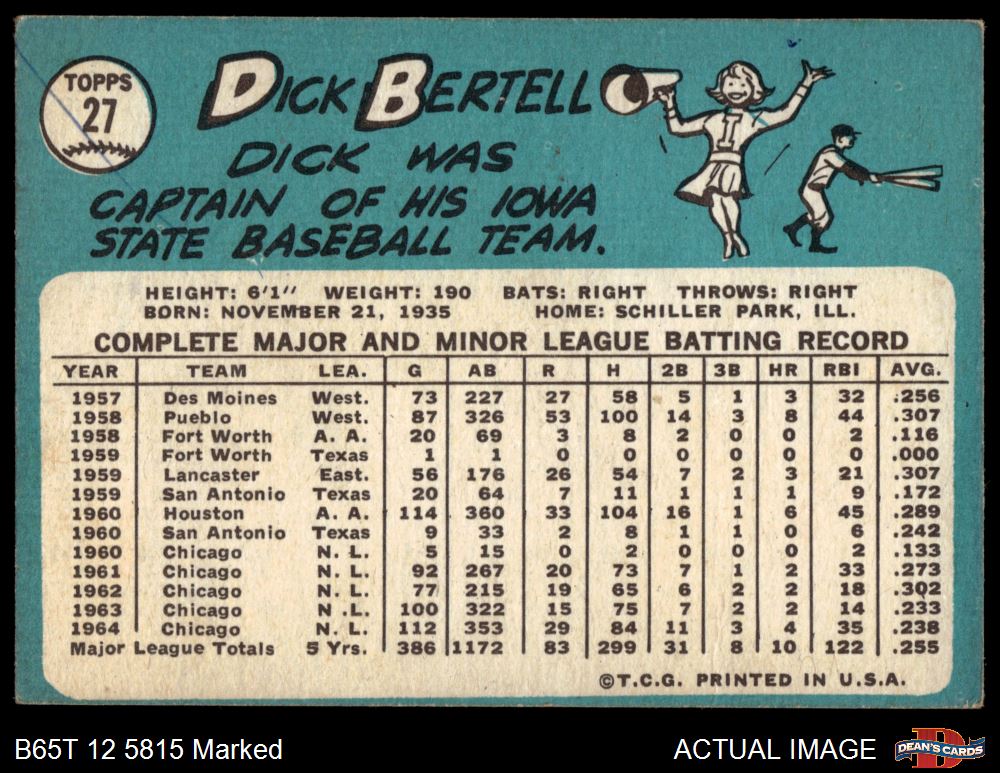 TOPPS
27
DICK BERTELL
DICK WAS
CAPTAIN OF HIS IOWA
STATE BASEBALL TEAM.
I
HEIGHT: 6'1" WEIGHT: 190 BATS: RIGHT THROWS: RIGHT
BORN: NOVEMBER 21, 1935 HOME: SCHILLER PARK, ILL.
COMPLETE MAJOR AND MINOR LEAGUE BATTING RECORD
YEAR TEAM LEA. G AB R H 2B 3B HR RBI AVG.
1957 Des Moines West. 73 227 27 58 5 1 3 32 .256
1958 Pueblo West. 87 326 53 100 14 3 8 44 .307
1958 Fort Worth A. A. 20 69 3 8 2 0 0 2 .116
1959 Fort Worth Texas 1 1 0 0 0 0 0 0 .000
1959 Lancaster East. 56 176 26 54 7 2 3 21 .307
1959 San Antonio Texas 20 64 7 11 1 1 1 9 .172
1960 Houston A. A. 114 360 33 104 16 1 6 45 .289
1960 San Antonio Texas 9 33 2 8 1 1 0 6 .242
1960 Chicago N. L. 5 15 0 2 0 0 0 2 .133
1961 Chicago N. L. 92 267 20 73 7 1 2 33 .273
1962 Chicago N. L. 77 215 19 65 6 2 2 18 .302
1963 Chicago N .L. 100 322 15 75 7 2 2 14 .233
1964 Chicago N. L. 112 353 29 84 11 3 4 35 .238
Major League Totals 5 Yrs. 386 1172 83 299 31 8 10 122 .255
©T.C.G. PRINTED IN U.S.A.
B65T 12 5815 Marked
ACTUAL IMAGE
D
DEAN'S CARDS